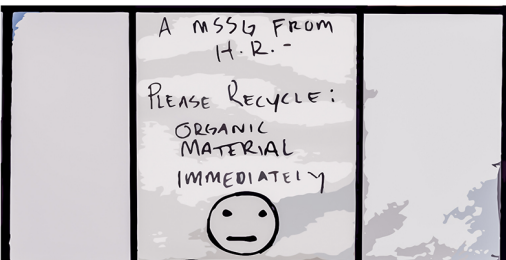 A MSSG FROM
H.R.-
PLEASE RECYCLE:
ORGANIC
MATERIAL
IMMEDIATELY